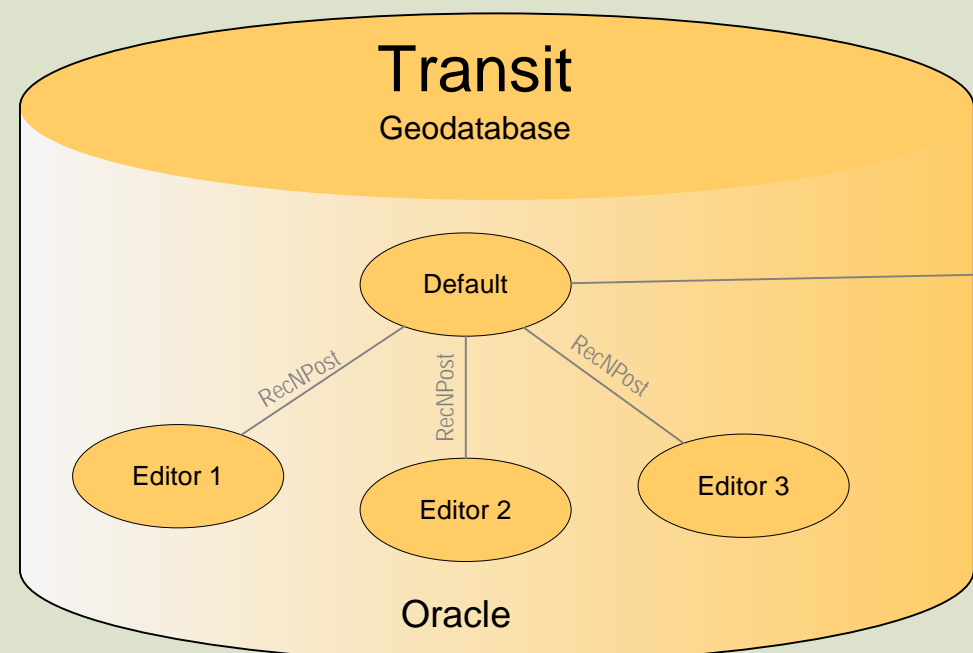 Transit
Geodatabase
Default
RecNPost
RecNPost
RecNPost
Editor 1
Editor 2
Editor 3
Oracle